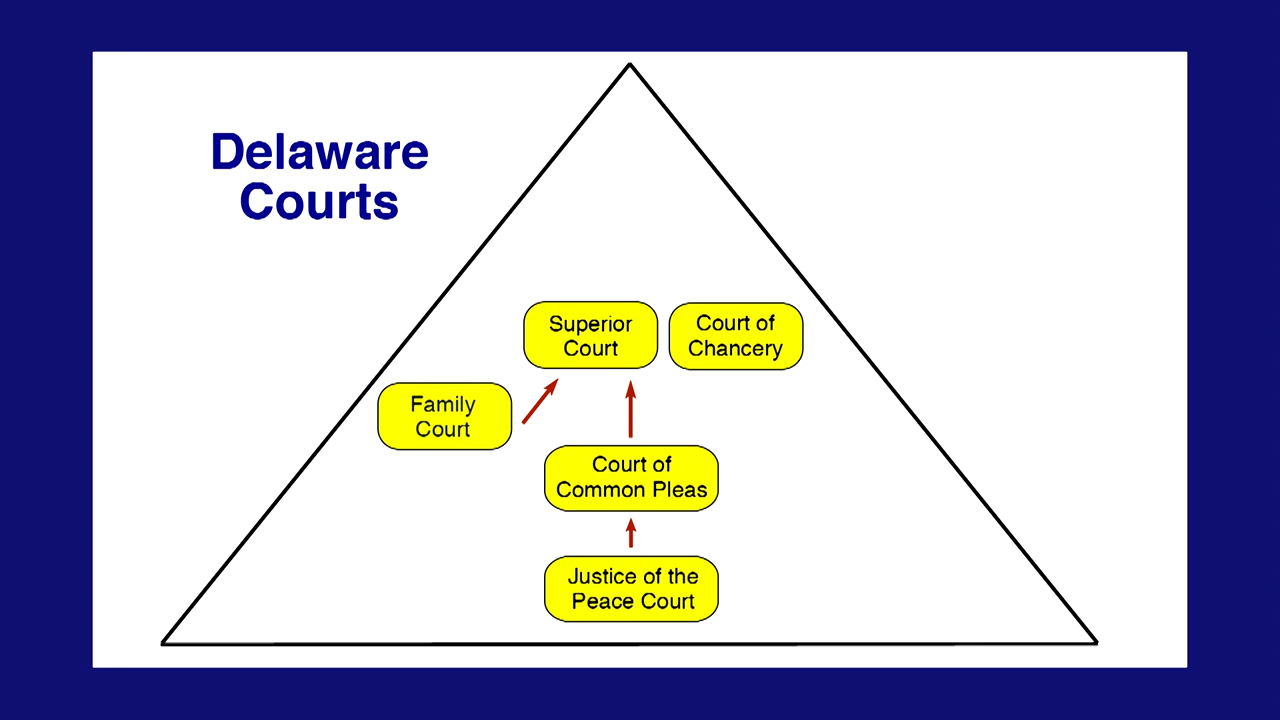 Delaware
Courts
Superior
Court
Court of
Chancery
Family
Court
Court of
Common Pleas
Justice of the
Peace Court